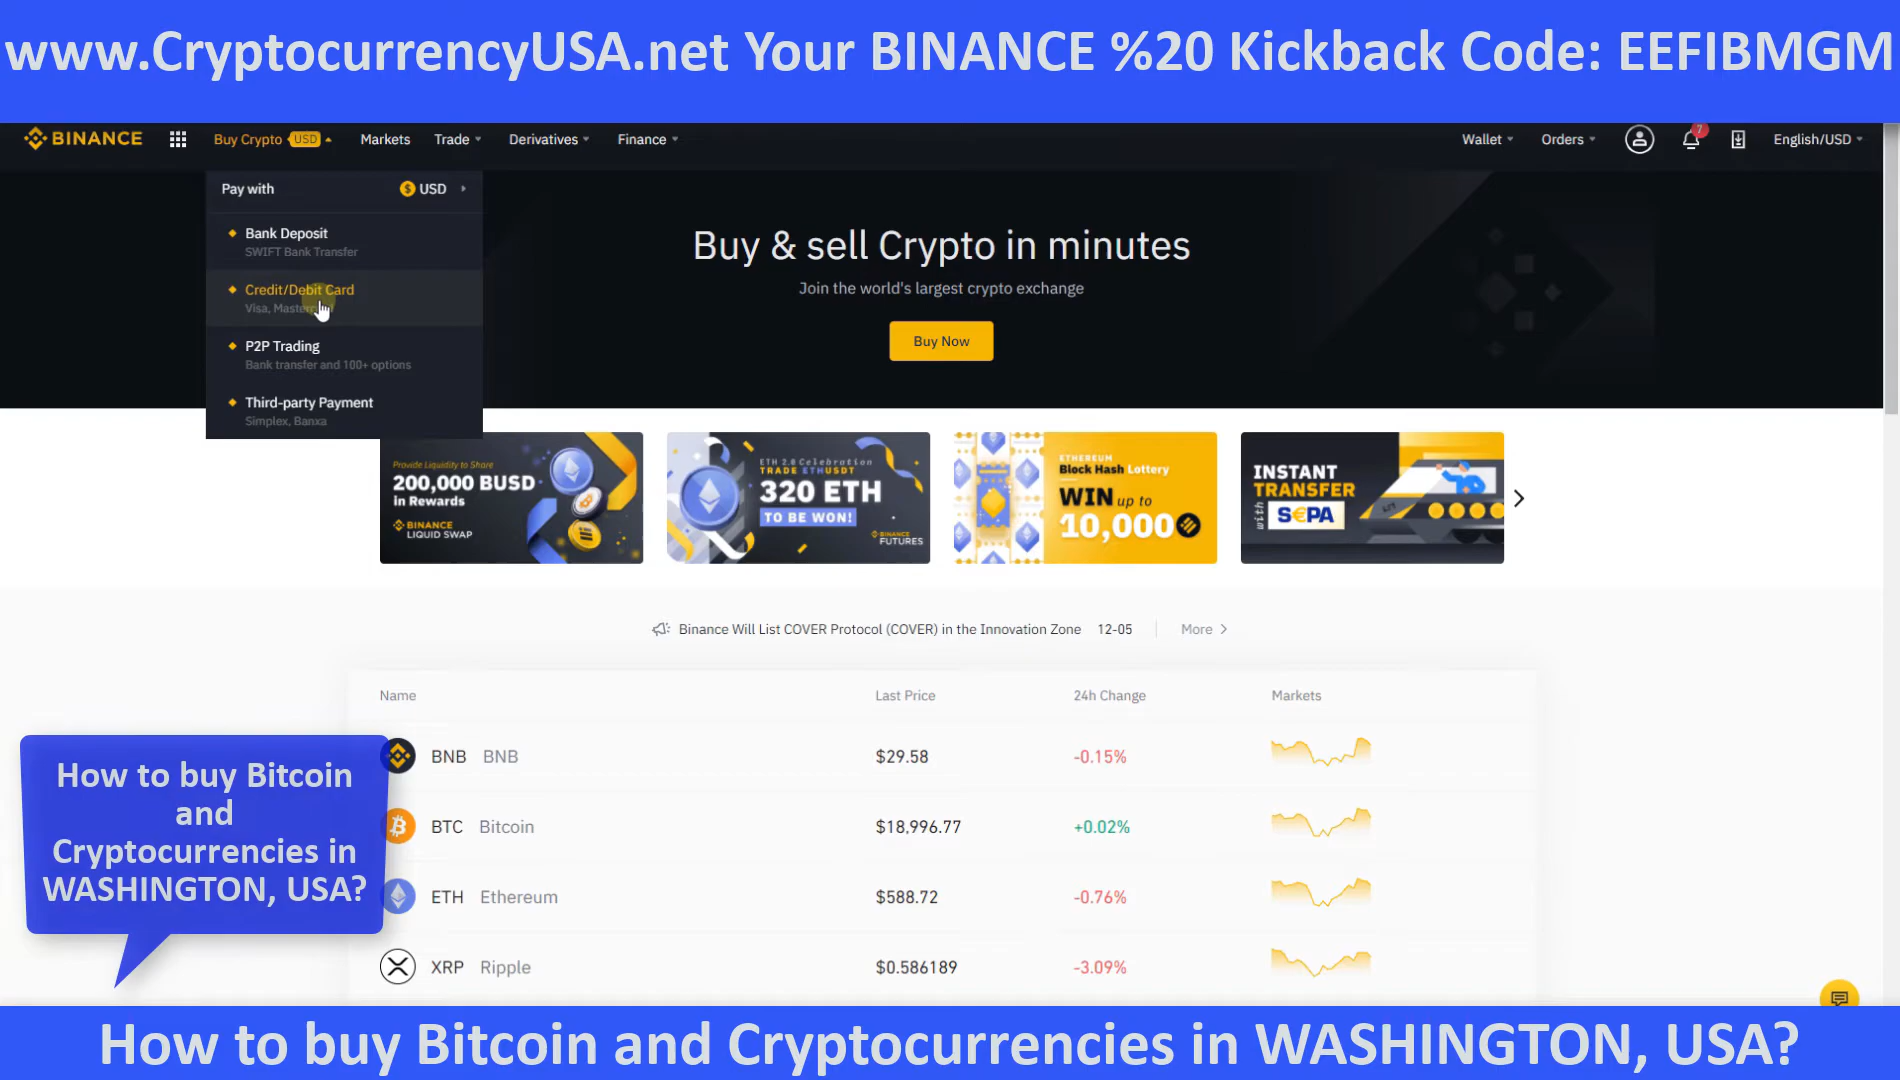 www.CryptocurrencyUSA.net Your BINANCE %20 Kickback Code: EEFIBMGM
BINANCE Buy Crypto USD Markets Trade Derivatives Finance Wallet Orders 7 English/USD
Pay with USD
Bank Deposit
SWIFT Bank Transfer
Credit/Debit Card
Visa,
P2P Trading
Bank transfer and 100+ options
Third-party Payment
Simplex, Banxa
Buy & sell Crypto in minutes
Join the world's largest crypto exchange
Buy Now
Provide Liquidity to Share
200,000 BUSD
in Rewards
BINANCE
LIQUID SWAP
ETH 2.0 Celebration
TRADE ETHUSDT
320 ETH
TO BE WON!
BINANCE
FUTURES
ETHEREUM
Block Hash Lottery
WIN up to
10,000
INSTANT
TRANSFER
with S€PA
Binance Will List COVER Protocol (COVER) in the Innovation Zone 12-05 More
Name Last Price 24h Change Markets
BNB BNB $29.58 -0.15%
BTC Bitcoin $18,996.77 +0.02%
ETH Ethereum $588.72 -0.76%
XRP Ripple $0.586189 -3.09%
How to buy Bitcoin
and
Cryptocurrencies in
WASHINGTON, USA?
How to buy Bitcoin and Cryptocurrencies in WASHINGTON, USA?